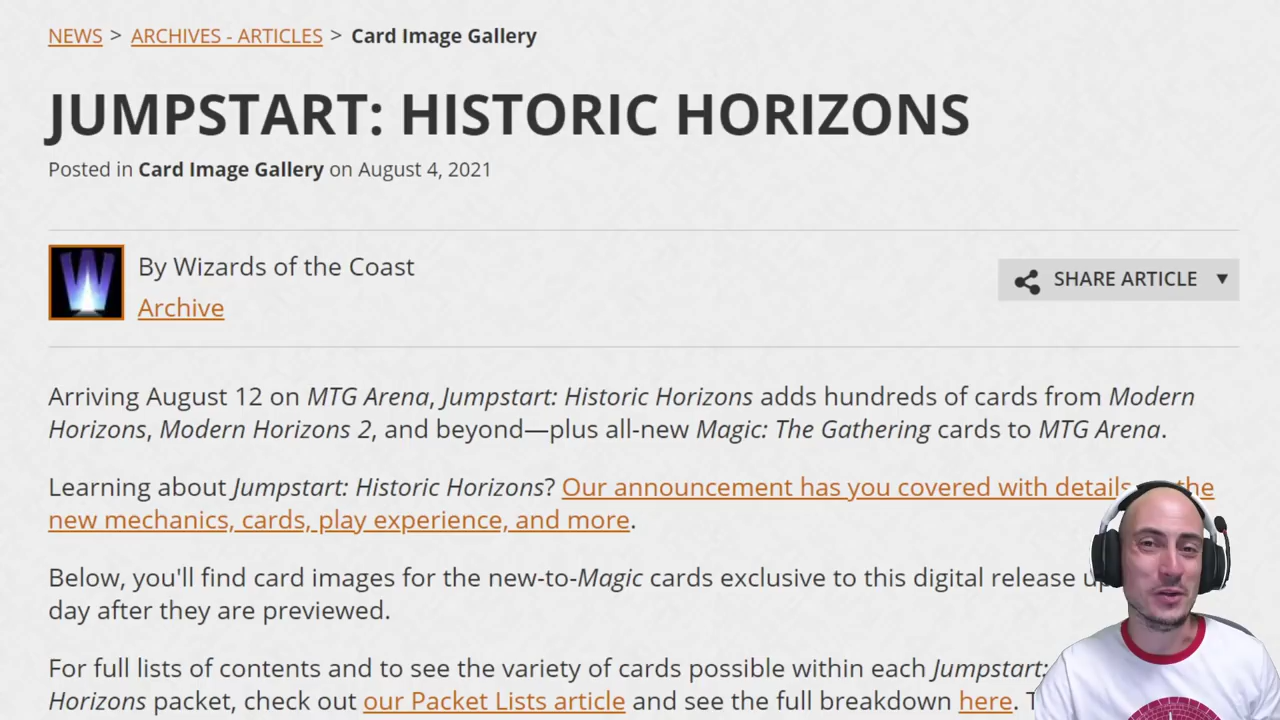 NEWS > ARCHIVES - ARTICLES > Card Image Gallery
JUMPSTART: HISTORIC HORIZONS
Posted in Card Image Gallery on August 4, 2021
By Wizards of the Coast
SHARE ARTICLE
Archive
Arriving August 12 on MTG Arena, Jumpstart: Historic Horizons adds hundreds of cards from Modern
Horizons, Modern Horizons 2, and beyond—plus all-new Magic: The Gathering cards to MTG Arena.
Learning about Jumpstart: Historic Horizons? Our announcement has you covered with details the
new mechanics, cards, play experience, and more.
Below, you'll find card images for the new-to-Magic cards exclusive to this digital release
day after they are previewed.
For full lists of contents and to see the variety of cards possible within each Jumpstart:
Horizons packet, check out our Packet Lists article and see the full breakdown here.